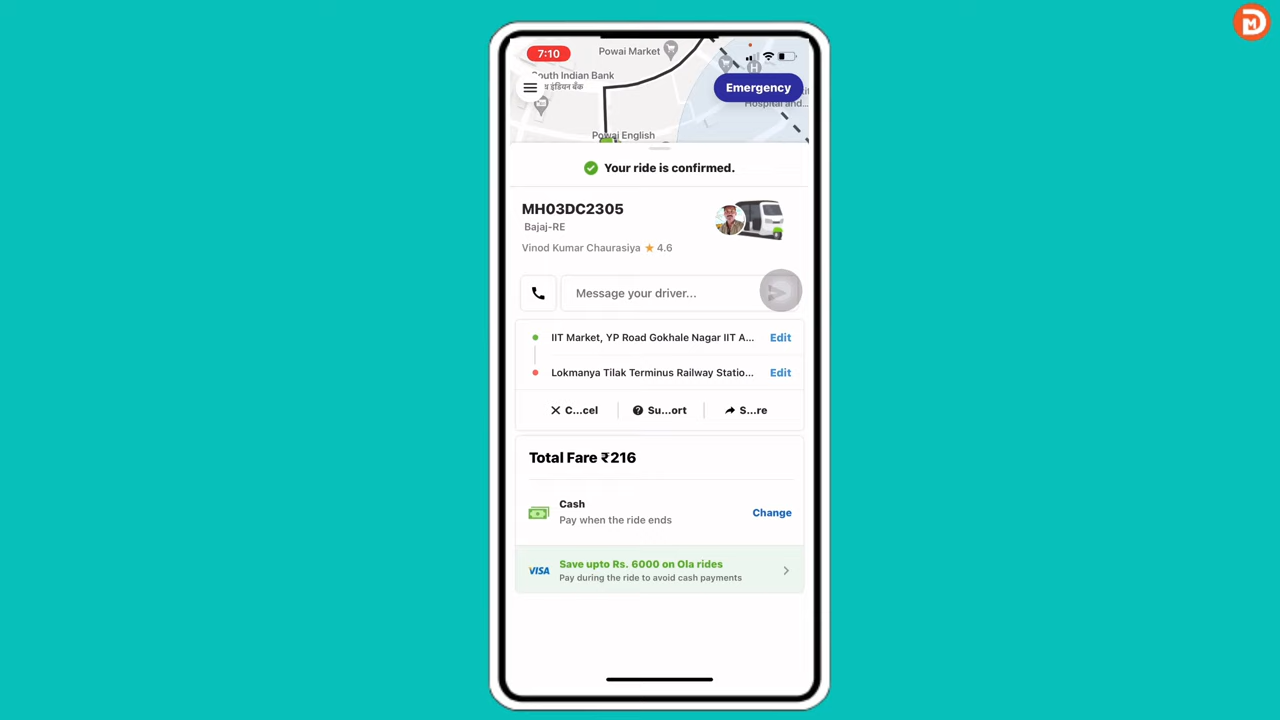 7:10
Powai Market
South Indian Bank
Emergency
Hospital and...
Powai English
Your ride is confirmed.
MH03DC2305
Bajaj-RE
Vinod Kumar Chaurasiya ★ 4.6
Message your driver...
IIT Market, YP Road Gokhale Nagar IIT A... Edit
Lokmanya Tilak Terminus Railway Statio... Edit
C...cel Su...ort S...re
Total Fare ₹216
Cash
Pay when the ride ends
Change
VISA
Save upto Rs. 6000 on Ola rides
Pay during the ride to avoid cash payments